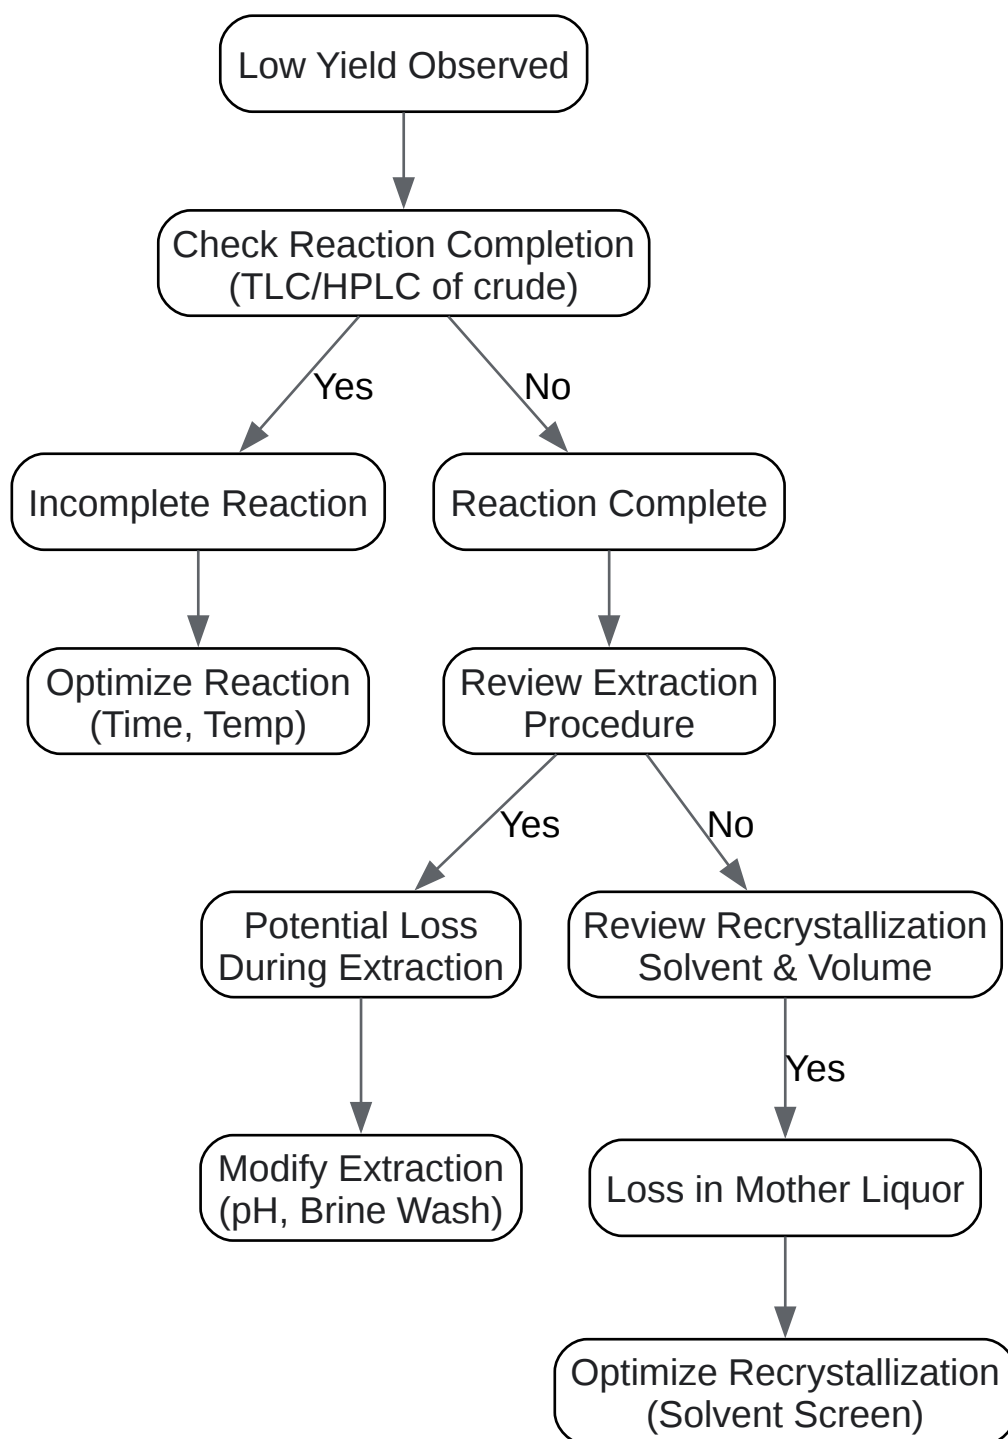 Low Yield Observed
Check Reaction Completion
(TLC/HPLC of crude)
Yes
No
Incomplete Reaction
Reaction Complete
Optimize Reaction
(Time, Temp)
Review Extraction
Procedure
Yes
No
Potential Loss
During Extraction
Review Recrystallization
Solvent & Volume
Yes
Modify Extraction
(pH, Brine Wash)
Loss in Mother Liquor
Optimize Recrystallization
(Solvent Screen)